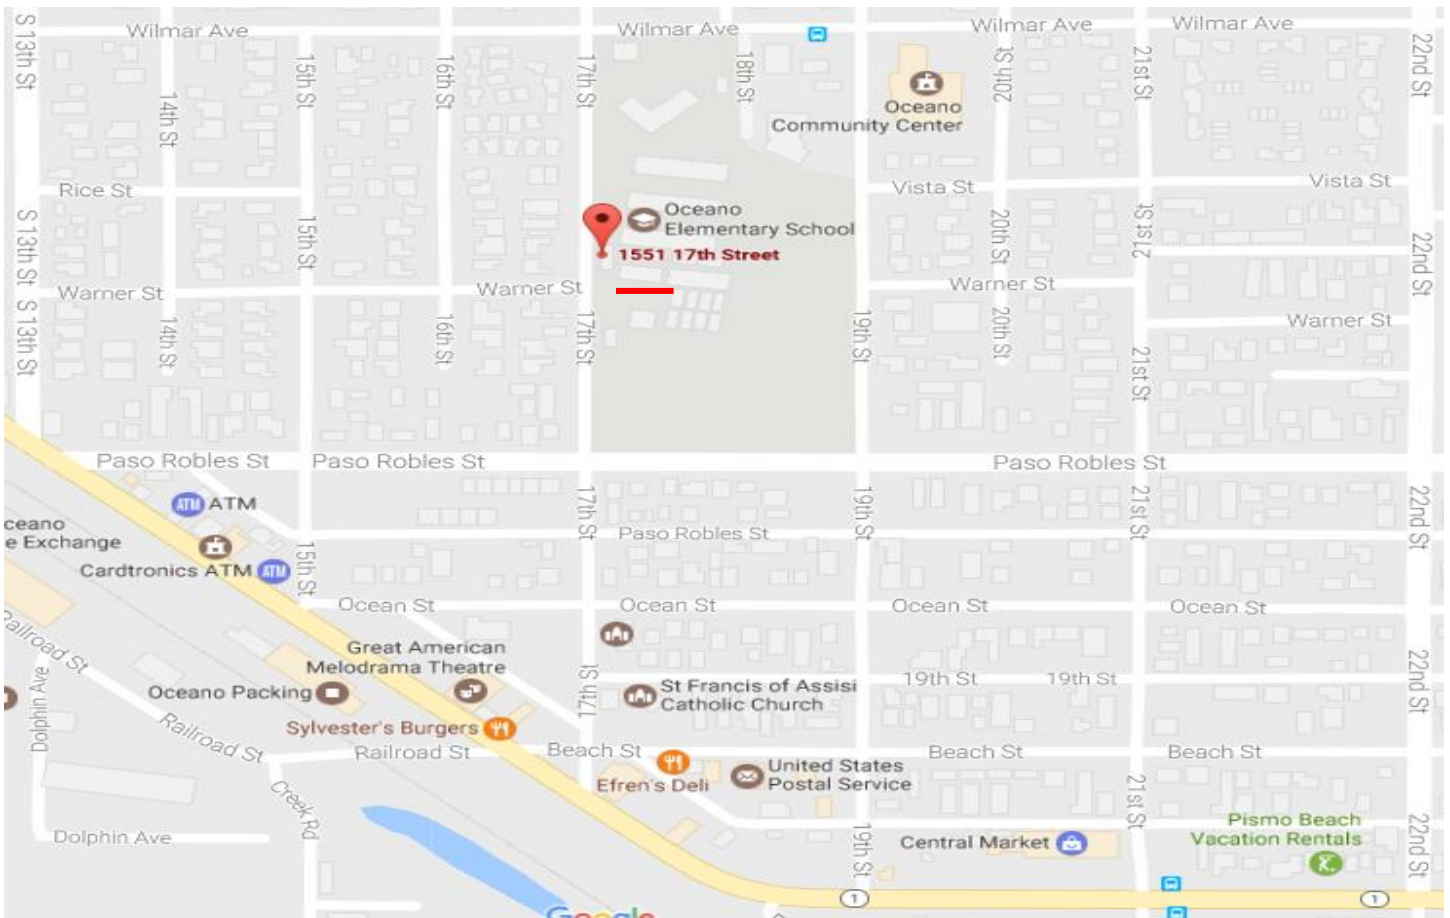 S 13th St
Wilmar Ave
Wilmar Ave
Wilmar Ave
Wilmar Ave
14th St
15th St
16th St
17th St
18th St
20th St
21st St
22nd St
Oceano
Community Center
Rice St
Vista St
Vista St
S 13th St
15th St
Oceano
Elementary School
1551 17th Street
20th St
21st St
22nd St
Warner St
Warner St
Warner St
Warner St
S 13th St
14th St
16th St
17th St
19th St
20th St
21st St
Paso Robles St
Paso Robles St
Paso Robles St
ATM
ATM
17th St
19th St
21st St
22nd St
ceano
e Exchange
Paso Robles St
Cardtronics ATM
ATM
15th St
Ocean St
Ocean St
Ocean St
Ocean St
Railroad St
Great American
Melodrama Theatre
Dolphin Ave
Oceano Packing
17th St
St Francis of Assisi
Catholic Church
19th St
19th St
22nd St
Sylvester's Burgers
Railroad St
Railroad St
Beach St
Beach St
Beach St
Efren's Deli
United States
Postal Service
Creek Rd
21st St
Dolphin Ave
19th St
Central Market
Pismo Beach
Vacation Rentals
22nd St
1
1
Google